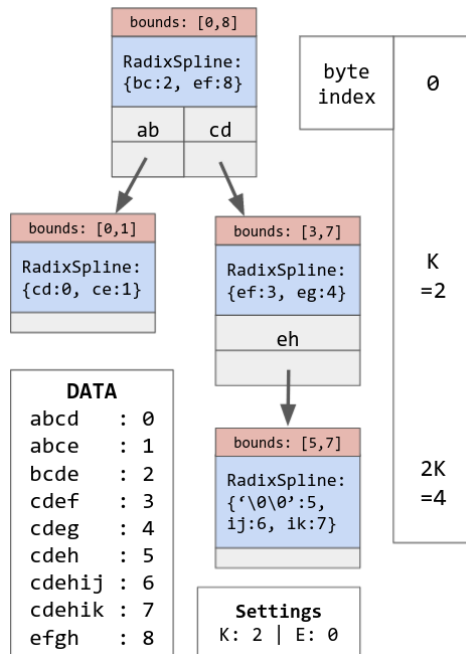 bounds: [0,8]
RadixSpline:
{bc:2, ef:8}
ab cd
byte
index
0
bounds: [0,1]
RadixSpline:
{cd:0, ce:1}
bounds: [3,7]
RadixSpline:
{ef:3, eg:4}
eh
K
=2
DATA
abcd : 0
abce : 1
bcde : 2
cdef : 3
cdeg : 4
cdeh : 5
cdehij : 6
cdehik : 7
efgh : 8
bounds: [5,7]
RadixSpline:
{‘\0\0’:5,
ij:6, ik:7}
2K
=4
Settings
K: 2 | E: 0